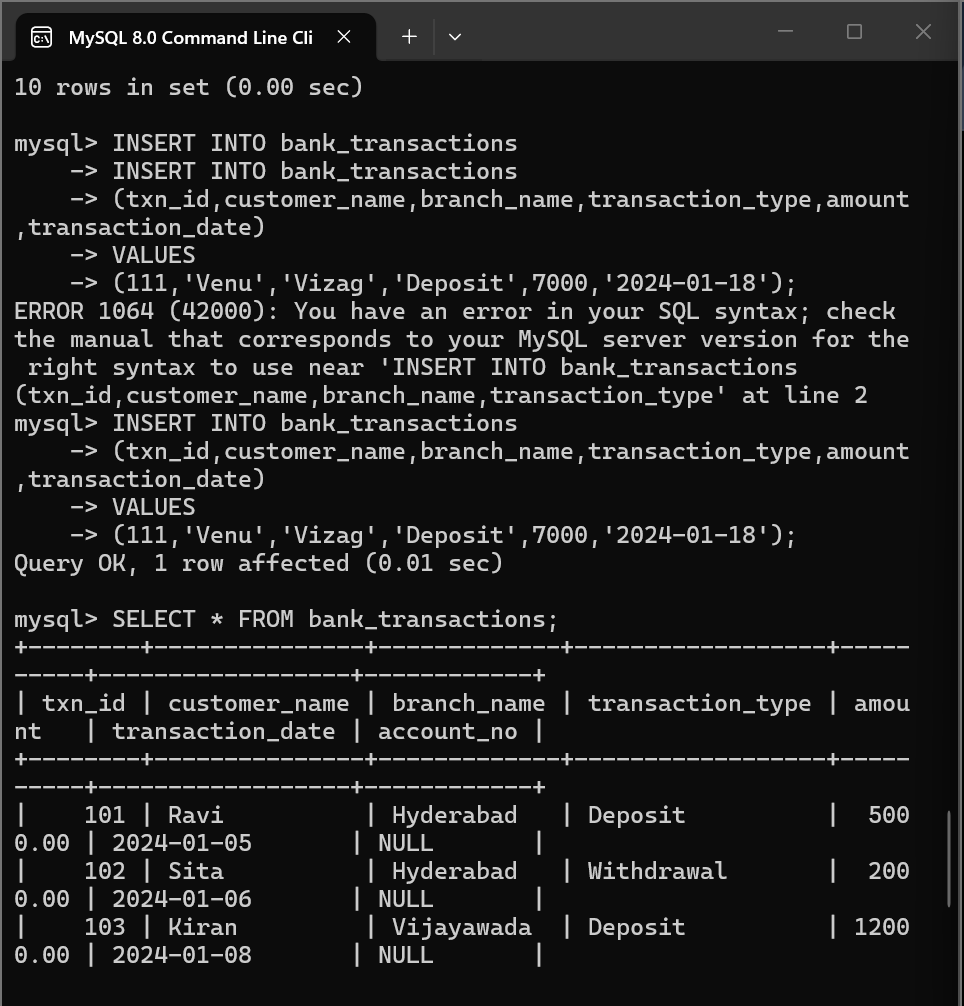 MySQL 8.0 Command Line Cli
10 rows in set (0.00 sec)
mysql> INSERT INTO bank_transactions
    -> INSERT INTO bank_transactions
    -> (txn_id,customer_name,branch_name,transaction_type,amount
,transaction_date)
    -> VALUES
    -> (111,'Venu','Vizag','Deposit',7000,'2024-01-18');
ERROR 1064 (42000): You have an error in your SQL syntax; check
the manual that corresponds to your MySQL server version for the
 right syntax to use near 'INSERT INTO bank_transactions
(txn_id,customer_name,branch_name,transaction_type' at line 2
mysql> INSERT INTO bank_transactions
    -> (txn_id,customer_name,branch_name,transaction_type,amount
,transaction_date)
    -> VALUES
    -> (111,'Venu','Vizag','Deposit',7000,'2024-01-18');
Query OK, 1 row affected (0.01 sec)
mysql> SELECT * FROM bank_transactions;
+--------+---------------+-------------+------------------+-----
-----+------------------+------------+
| txn_id | customer_name | branch_name | transaction_type | amou
nt    | transaction_date | account_no |
+--------+---------------+-------------+------------------+-----
-----+------------------+------------+
|    101 | Ravi          | Hyderabad   | Deposit          |  500
0.00 | 2024-01-05       | NULL       |
|    102 | Sita          | Hyderabad   | Withdrawal       |  200
0.00 | 2024-01-06       | NULL       |
|    103 | Kiran         | Vijayawada  | Deposit          | 1200
0.00 | 2024-01-08       | NULL       |